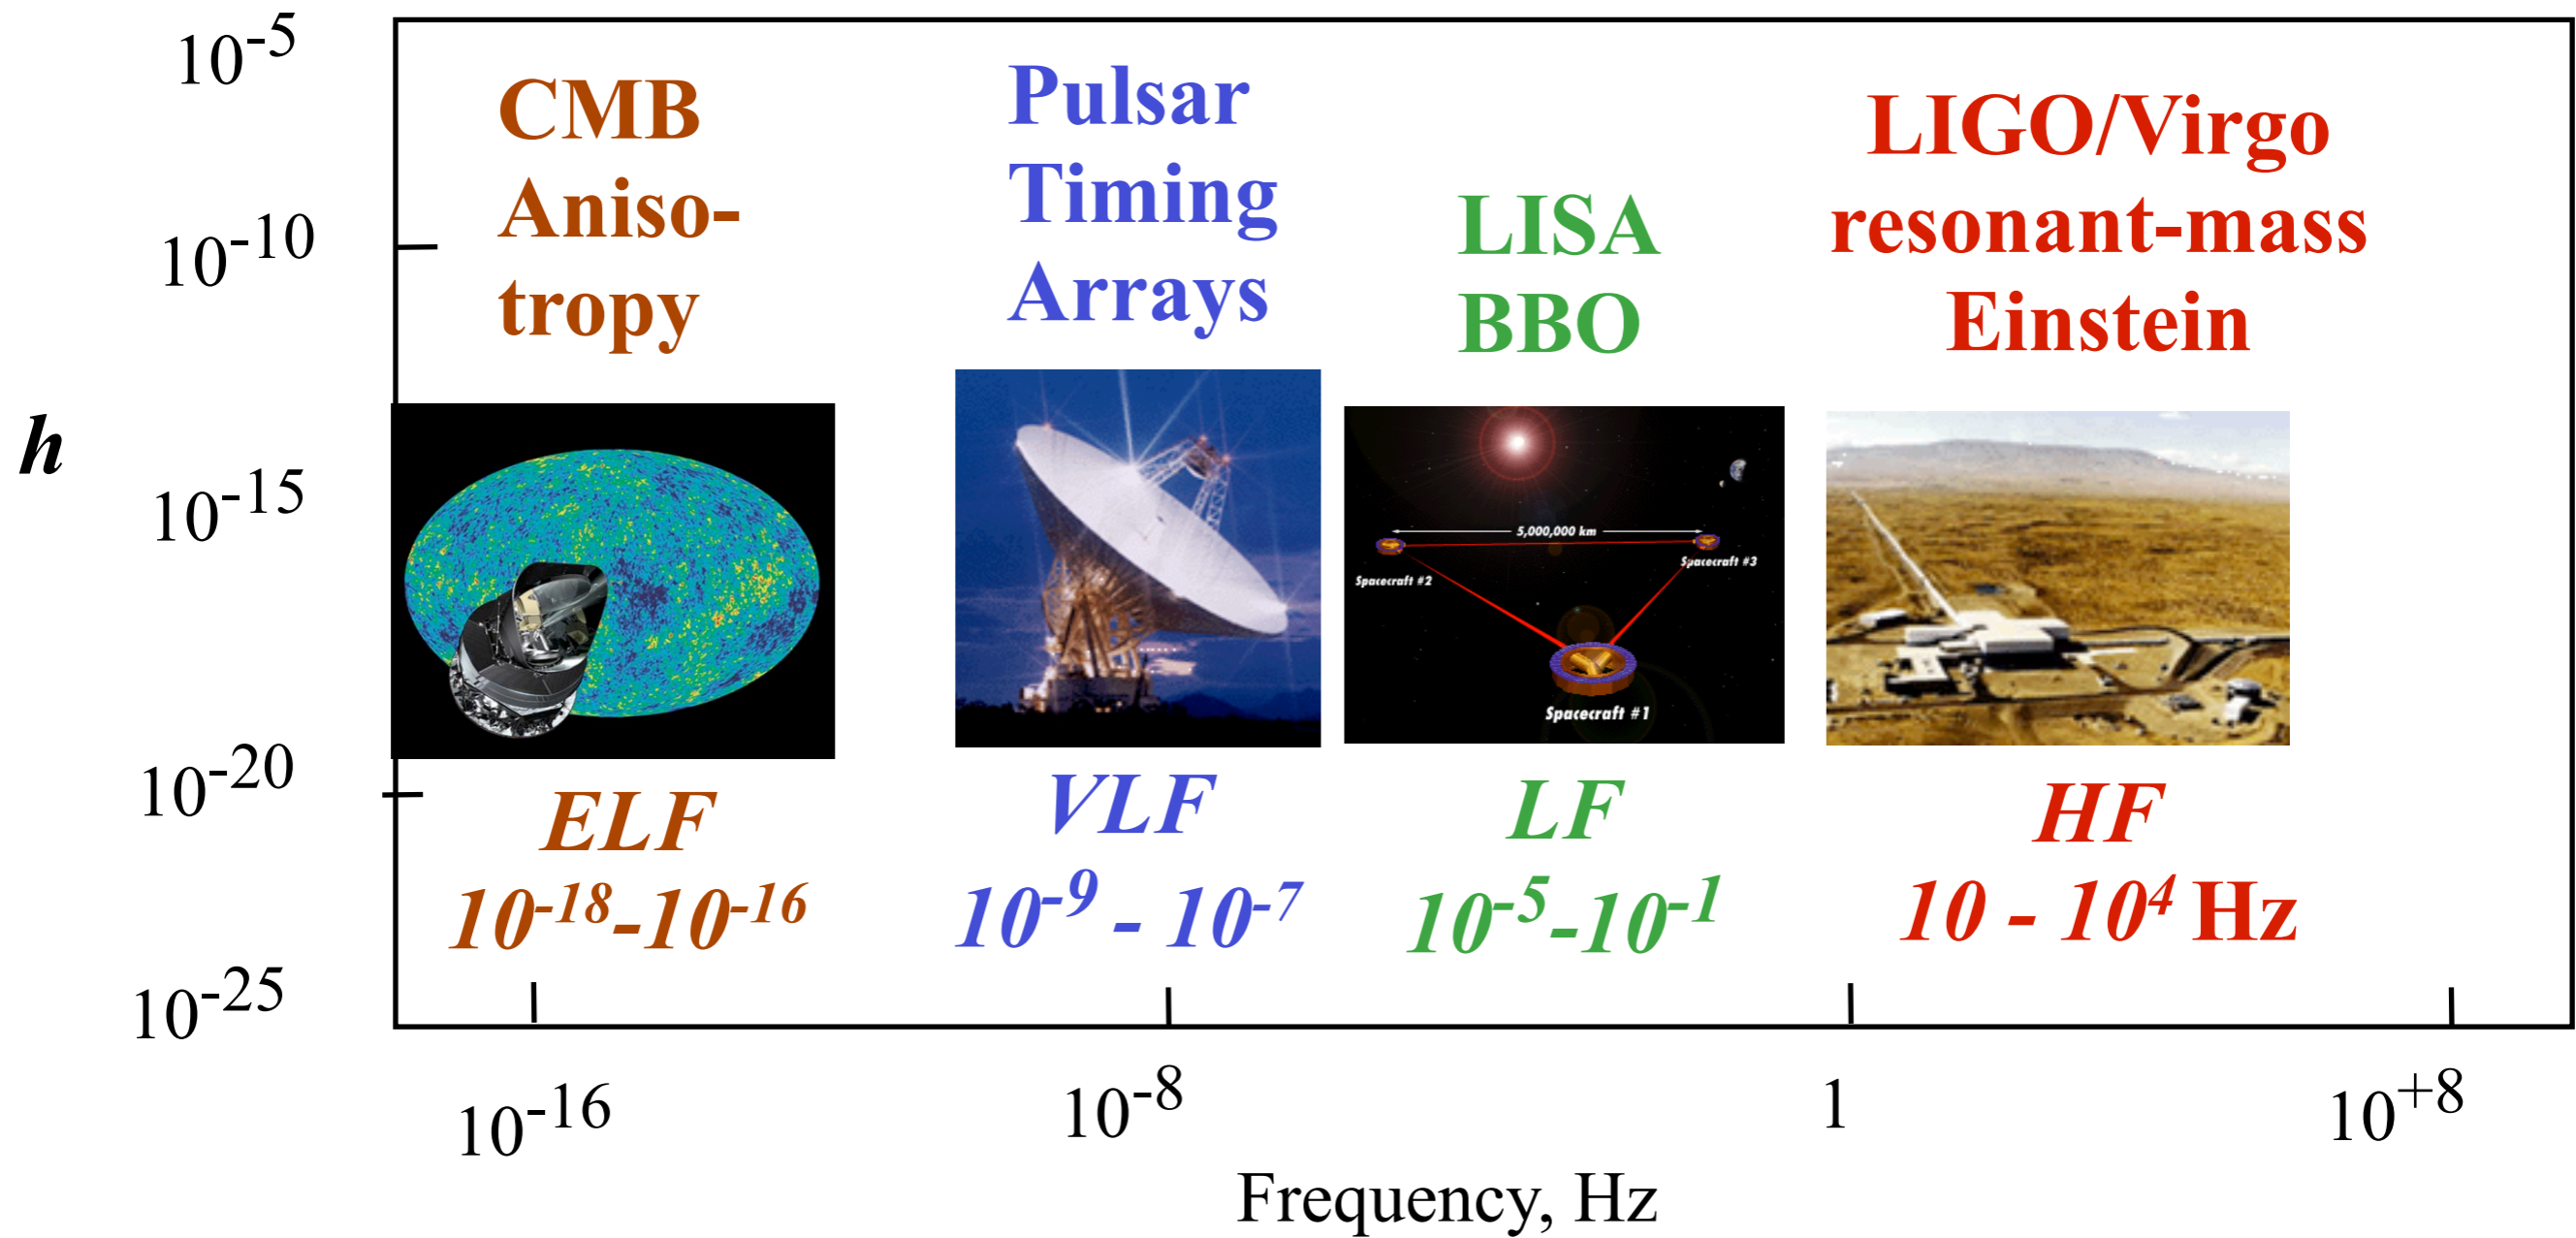 10^-5
10^-10
h
10^-15
10^-20
10^-25
CMB
Aniso-
tropy
Pulsar
Timing
Arrays
LISA
BBO
LIGO/Virgo
resonant-mass
Einstein
5,000,000 km
Spacecraft #2
Spacecraft #3
Spacecraft #1
ELF
10^-18-10^-16
VLF
10^-9 - 10^-7
LF
10^-5-10^-1
HF
10 - 10^4 Hz
10^-16
10^-8
1
10^+8
Frequency, Hz